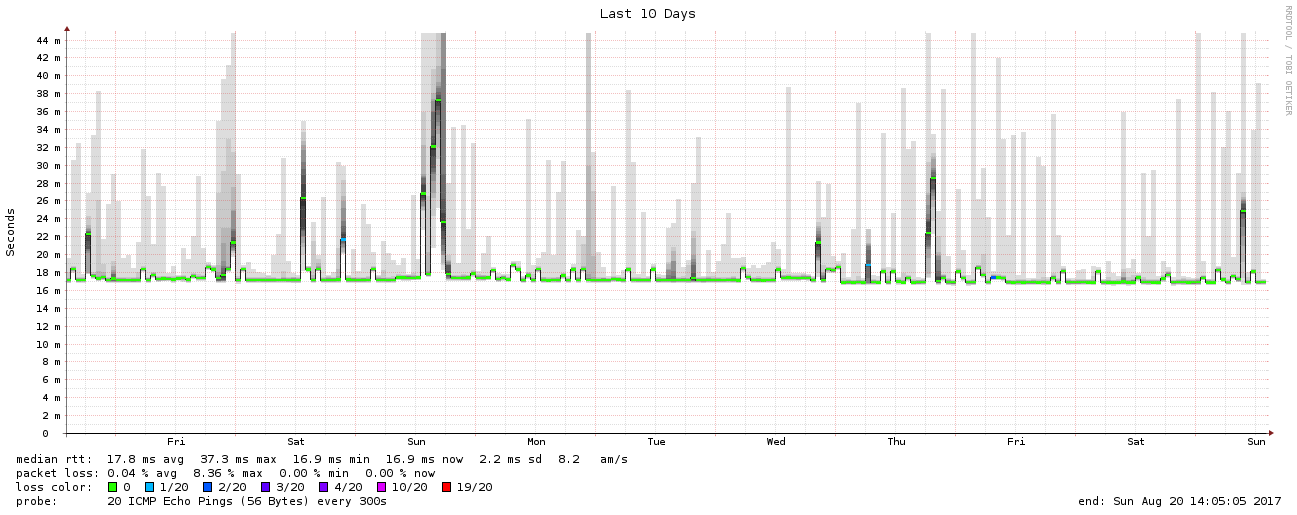 Last 10 Days
RRDTOOL / TOBI OETIKER
Seconds
44 m
42 m
40 m
38 m
36 m
34 m
32 m
30 m
28 m
26 m
24 m
22 m
20 m
18 m
16 m
14 m
12 m
10 m
8 m
6 m
4 m
2 m
0
Fri Sat Sun Mon Tue Wed Thu Fri Sat Sun
median rtt: 17.8 ms avg 37.3 ms max 16.9 ms min 16.9 ms now 2.2 ms sd 8.2 am/s
packet loss: 0.04 % avg 8.36 % max 0.00 % min 0.00 % now
loss color: 0 1/20 2/20 3/20 4/20 10/20 19/20
probe: 20 ICMP Echo Pings (56 Bytes) every 300s end: Sun Aug 20 14:05:05 2017